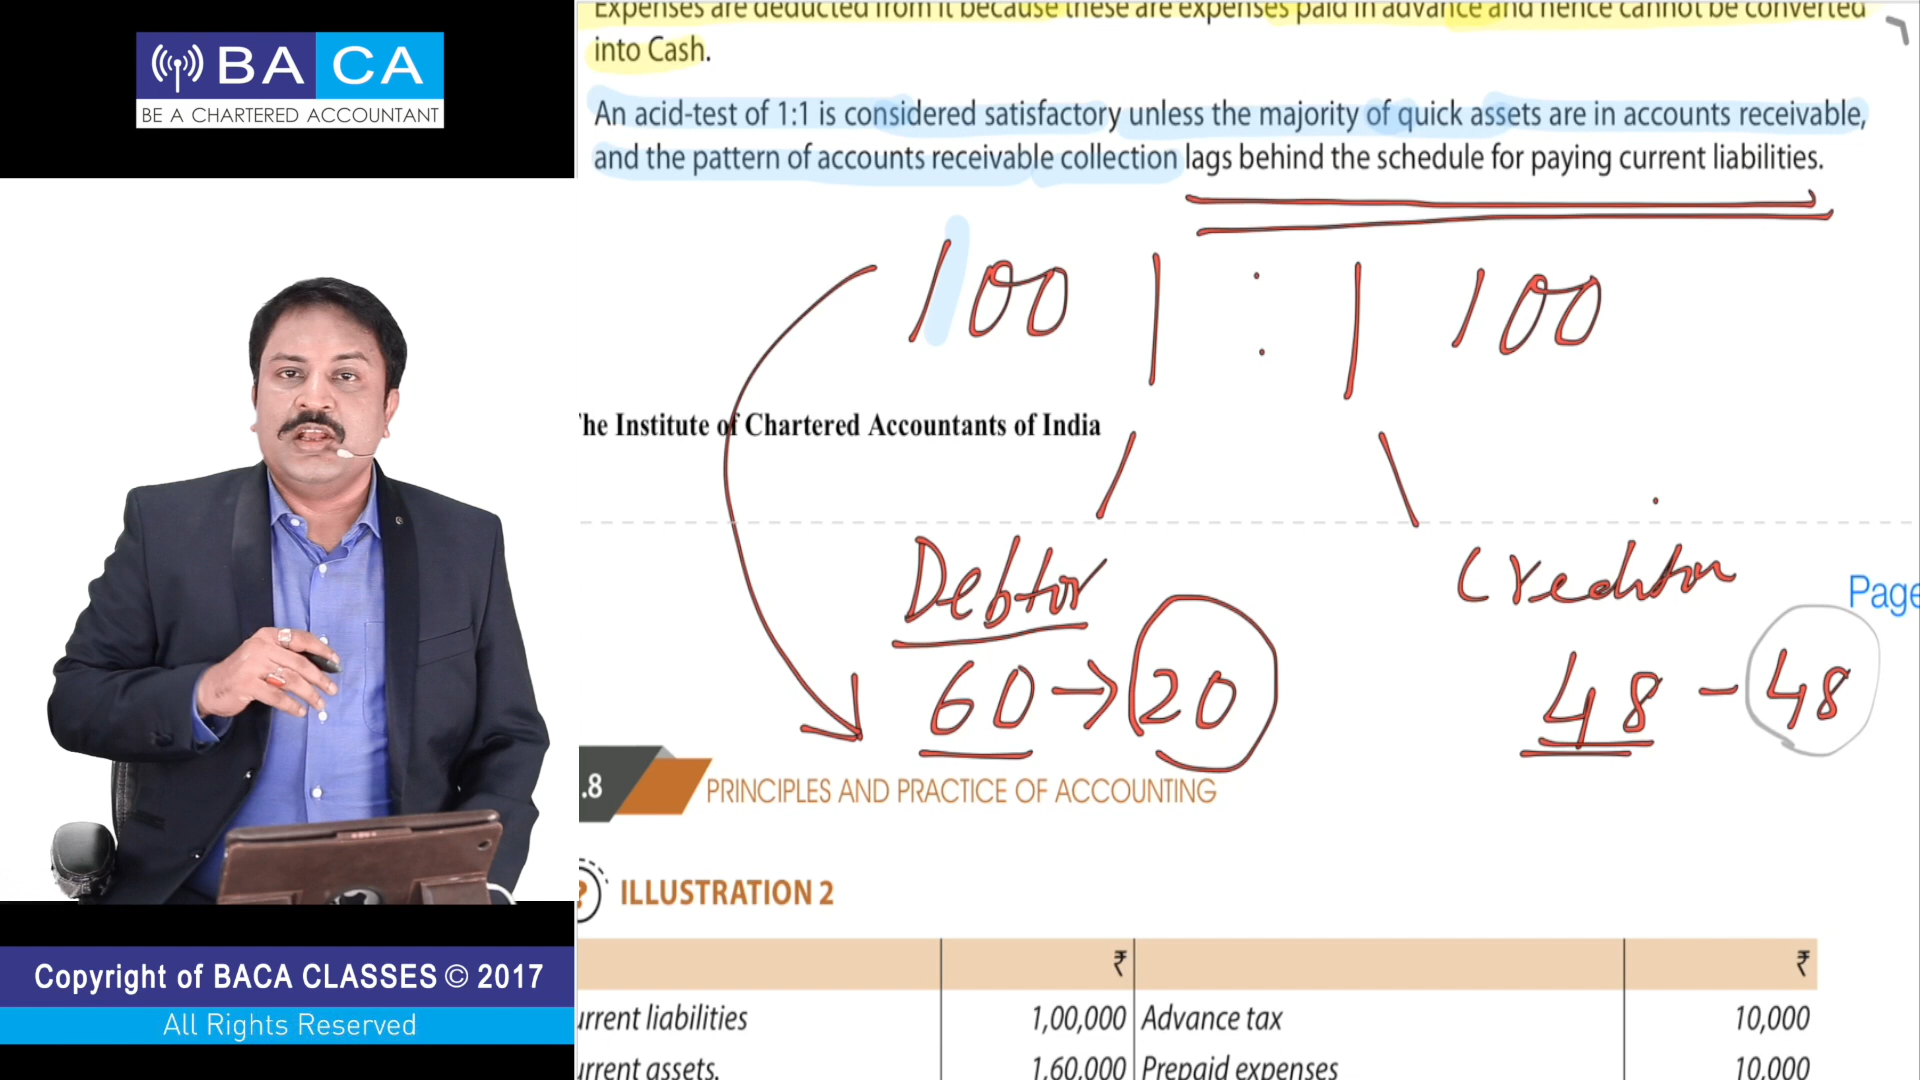 BA CA
BE A CHARTERED ACCOUNTANT
Expenses are deducted from it because these are expenses paid in advance and hence cannot be converted
into Cash.
An acid-test of 1:1 is considered satisfactory unless the majority of quick assets are in accounts receivable,
and the pattern of accounts receivable collection lags behind the schedule for paying current liabilities.
100 1 : 1 100
he Institute of Chartered Accountants of India
Debtor Creditor
Page
60 → 20 48 - 48
.8 PRINCIPLES AND PRACTICE OF ACCOUNTING
? ILLUSTRATION 2
₹ ₹
urrent liabilities 1,00,000 Advance tax 10,000
urrent assets. 1,60,000 Prepaid expenses 10,000
Copyright of BACA CLASSES © 2017
All Rights Reserved